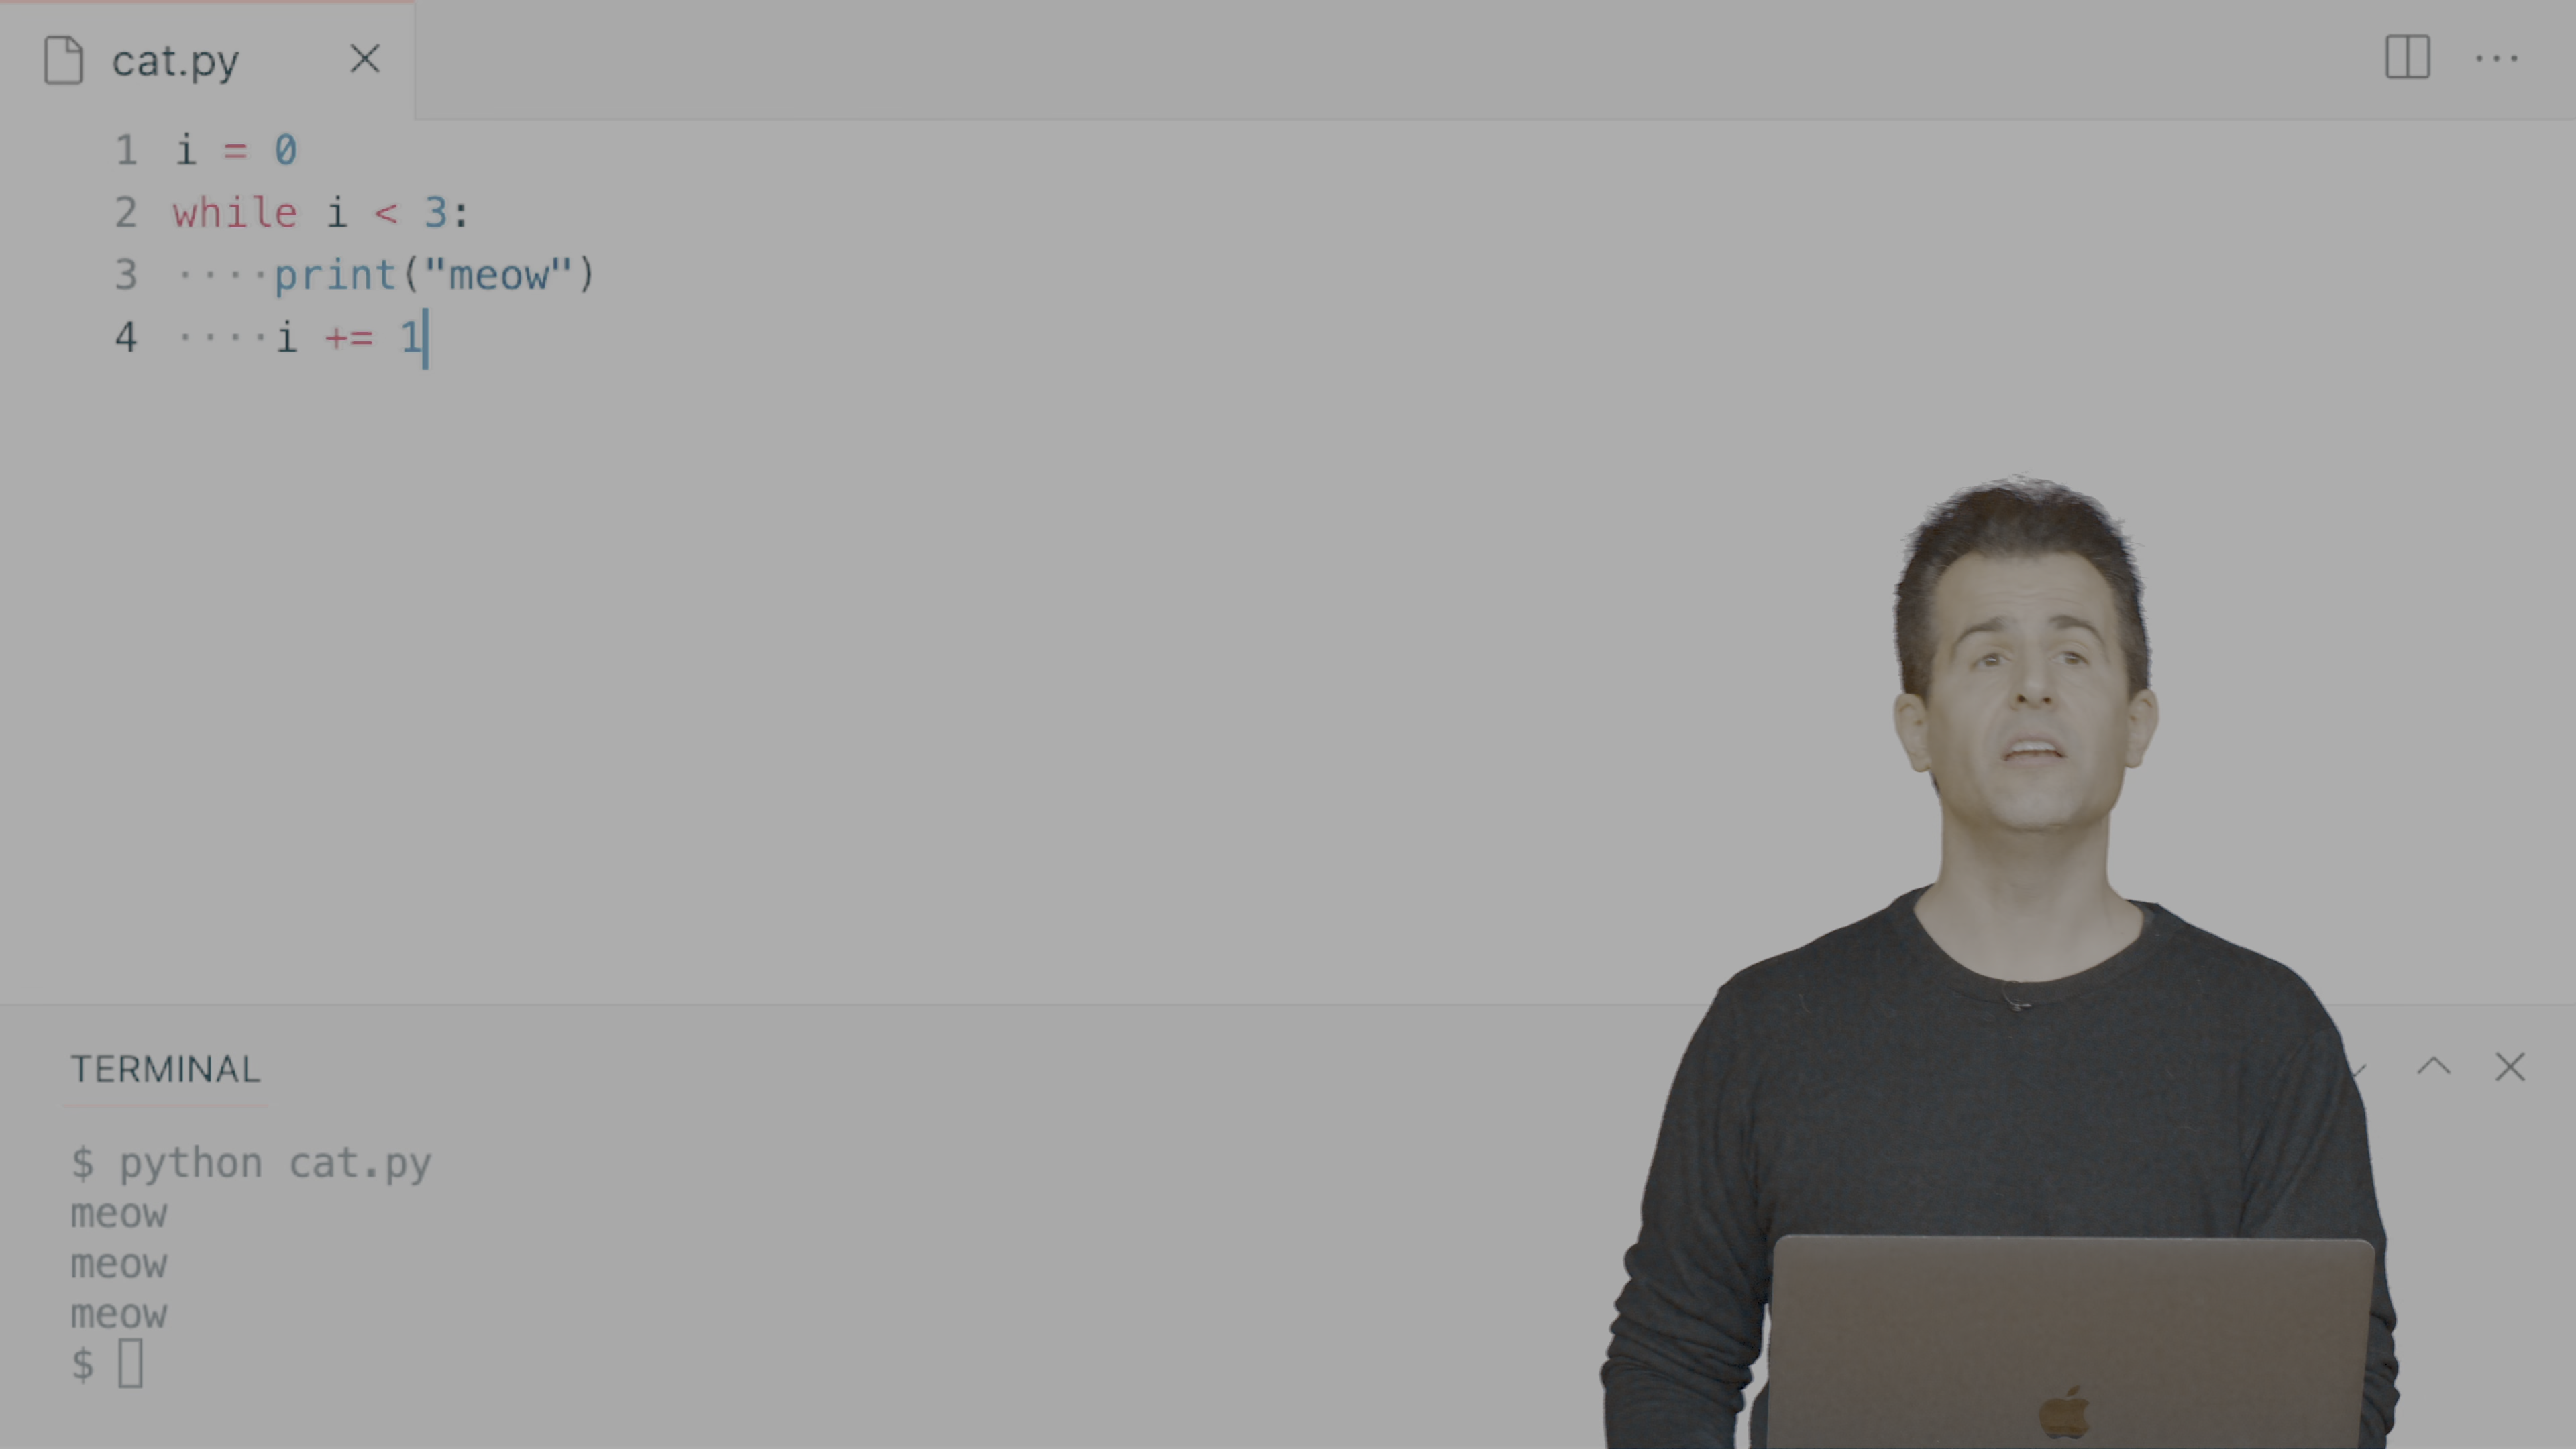 cat.py
1 i = 0
2 while i < 3:
3 ····print("meow")
4 ····i += 1
TERMINAL
$ python cat.py
meow
meow
meow
$